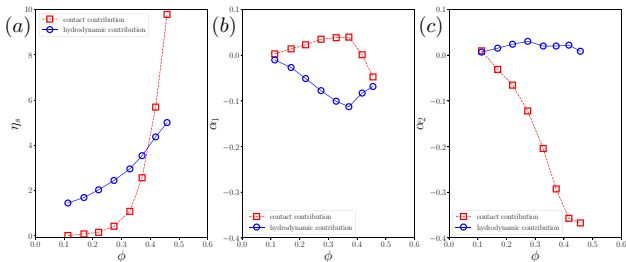 (a)
10
8
6
4
2
0
η_s
contact contribution
hydrodynamic contribution
0.0 0.1 0.2 0.3 0.4 0.5 0.6
ϕ
(b)
0.1
0.0
−0.1
−0.2
−0.3
−0.4
α_1
contact contribution
hydrodynamic contribution
0.0 0.1 0.2 0.3 0.4 0.5 0.6
ϕ
(c)
0.1
0.0
−0.1
−0.2
−0.3
−0.4
α_2
contact contribution
hydrodynamic contribution
0.0 0.1 0.2 0.3 0.4 0.5 0.6
ϕ